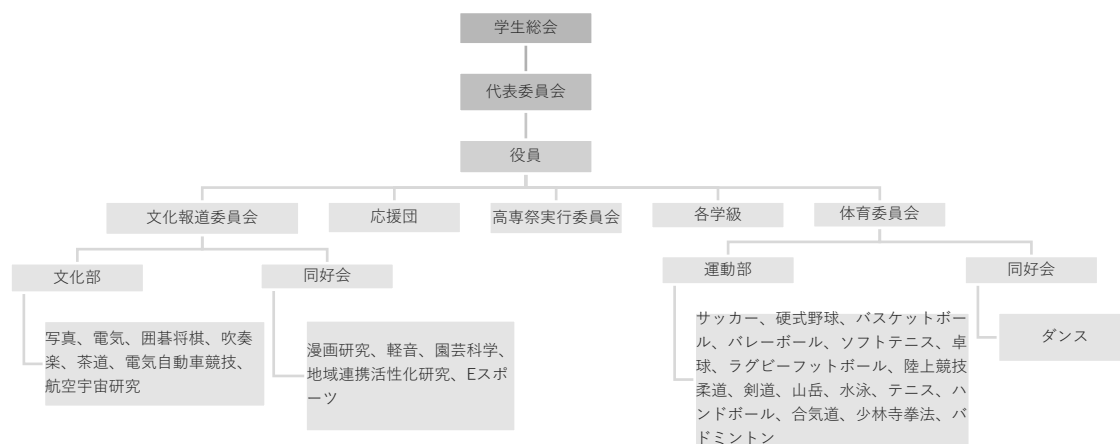 学生総会
代表委員会
役員
文化報道委員会
応援団
高専祭実行委員会
各学級
体育委員会
文化部
同好会
運動部
同好会
写真、電気、囲碁将棋、吹奏
楽、茶道、電気自動車競技、
航空宇宙研究
漫画研究、軽音、園芸科学、
地域連携活性化研究、Eスポ
ーツ
サッカー、硬式野球、バスケットボー
ル、バレーボール、ソフトテニス、卓
球、ラグビーフットボール、陸上競技
柔道、剣道、山岳、水泳、テニス、ハ
ンドボール、合気道、少林寺拳法、バ
ドミントン
ダンス